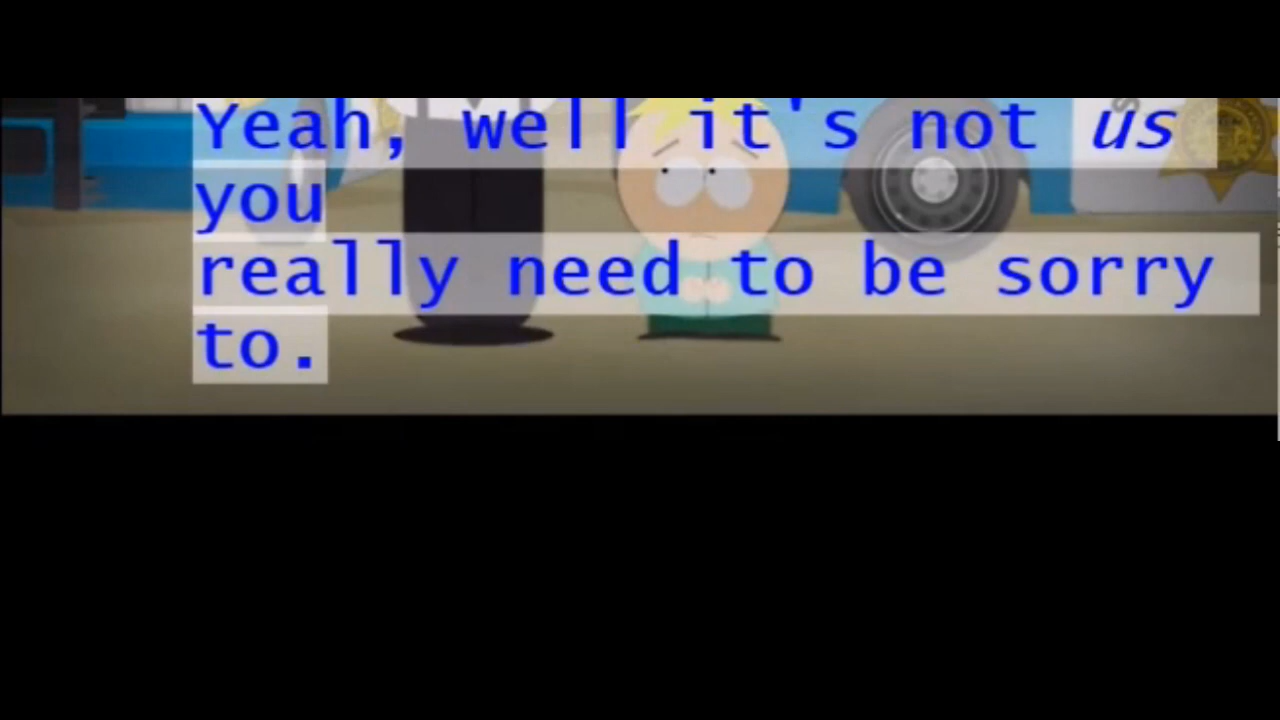 Yeah, well it's not us
you
really need to be sorry
to.